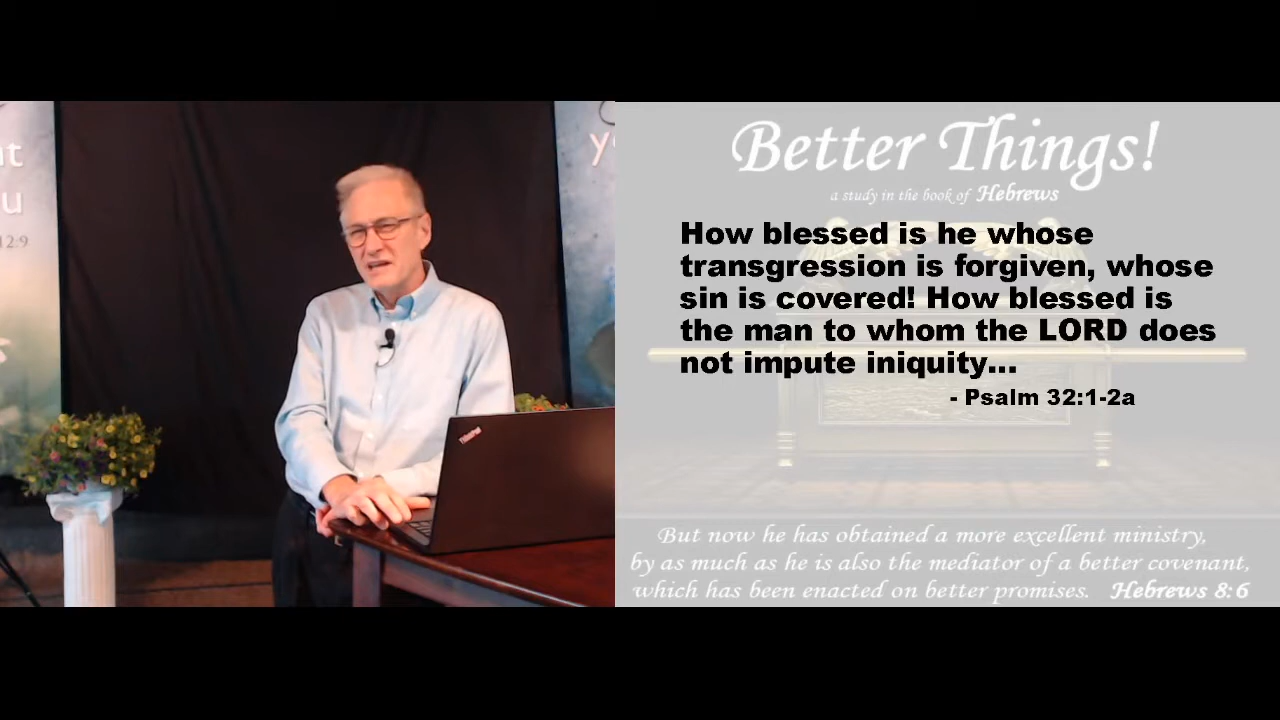 u
12:9
Better Things!
a study in the book of Hebrews
How blessed is he whose
transgression is forgiven, whose
sin is covered! How blessed is
the man to whom the LORD does
not impute iniquity...
- Psalm 32:1-2a
But now he has obtained a more excellent ministry,
by as much as he is also the mediator of a better covenant,
which has been enacted on better promises. Hebrews 8:6